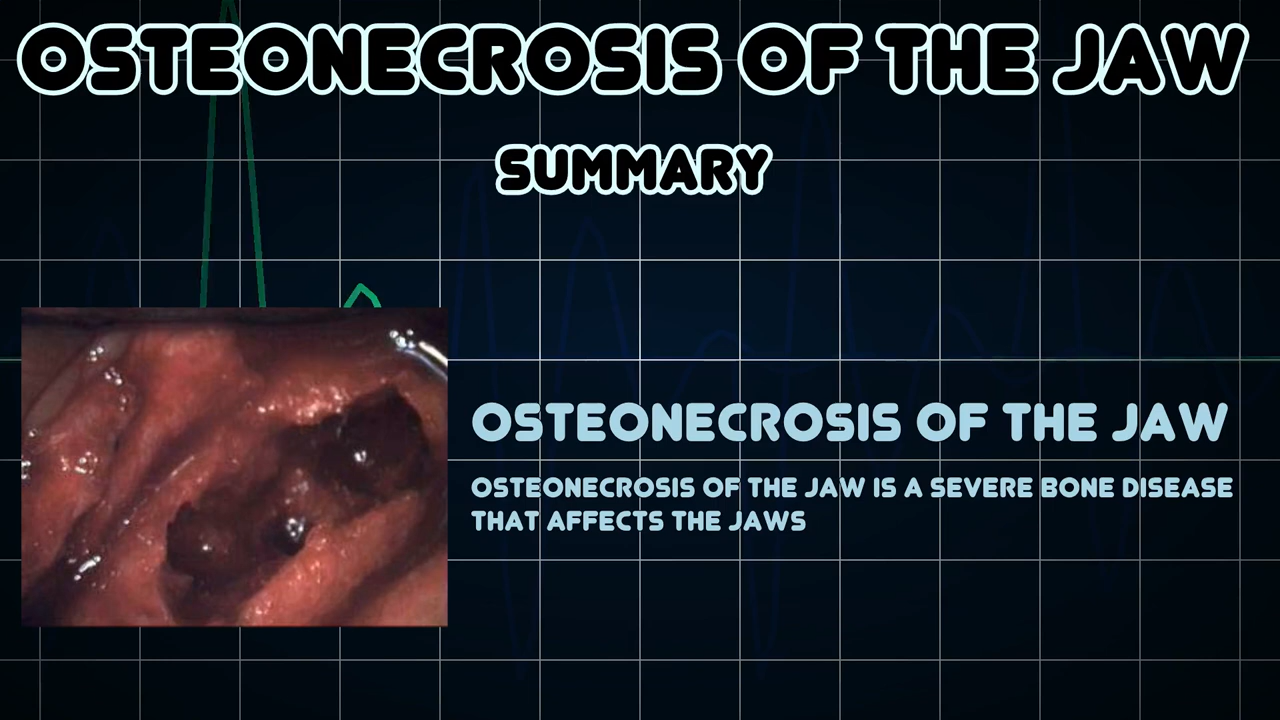 OSTEONECROSIS OF THE JAW
SUMMARY
OSTEONECROSIS OF THE JAW
OSTEONECROSIS OF THE JAW IS A SEVERE BONE DISEASE
THAT AFFECTS THE JAWS